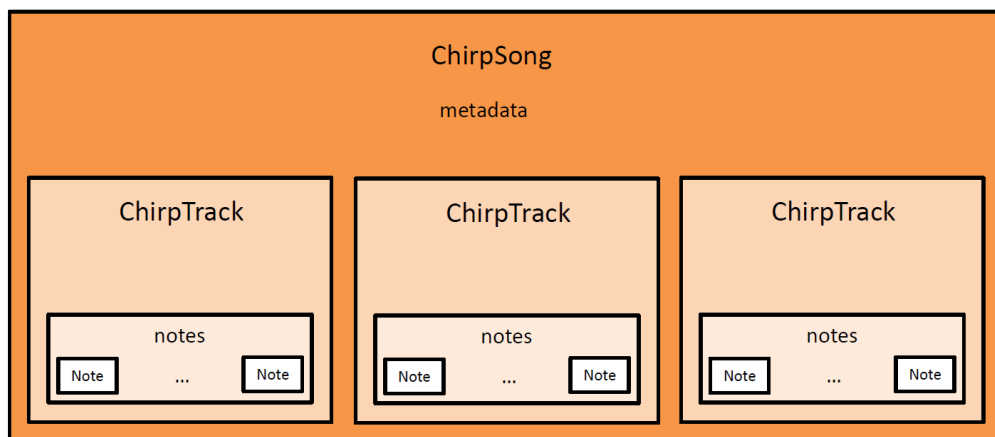 ChirpSong
metadata
ChirpTrack
notes
Note ... Note
ChirpTrack
notes
Note ... Note
ChirpTrack
notes
Note ... Note